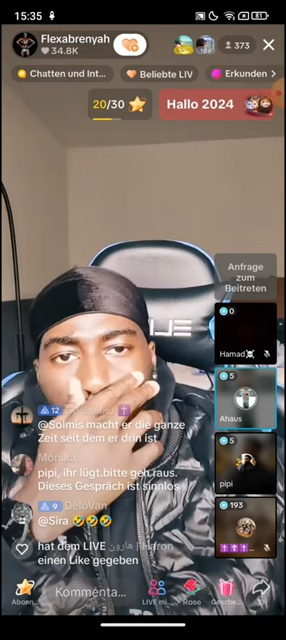 15:35
81
Flexabrenyah
34.8K
373
Chatten und Int...
Beliebte LIV
Erkunden >
20/30
Hallo 2024
Anfrage
zum
Beitreten
0
Hamad
5
Ahaus
5
pipi
193
12
@Solmis macht er die ganze
Zeit seit dem er drin ist
Monika
pipi, ihr lügt.bitte geh raus.
Dieses Gespräch ist sinnlos
9 DeloVan
@Sira 🤣🤣🤣
hat dem LIVE
einen Like gegeben
Abonn...
Kommenta...
LIVE mi...
Rose
Gesche...